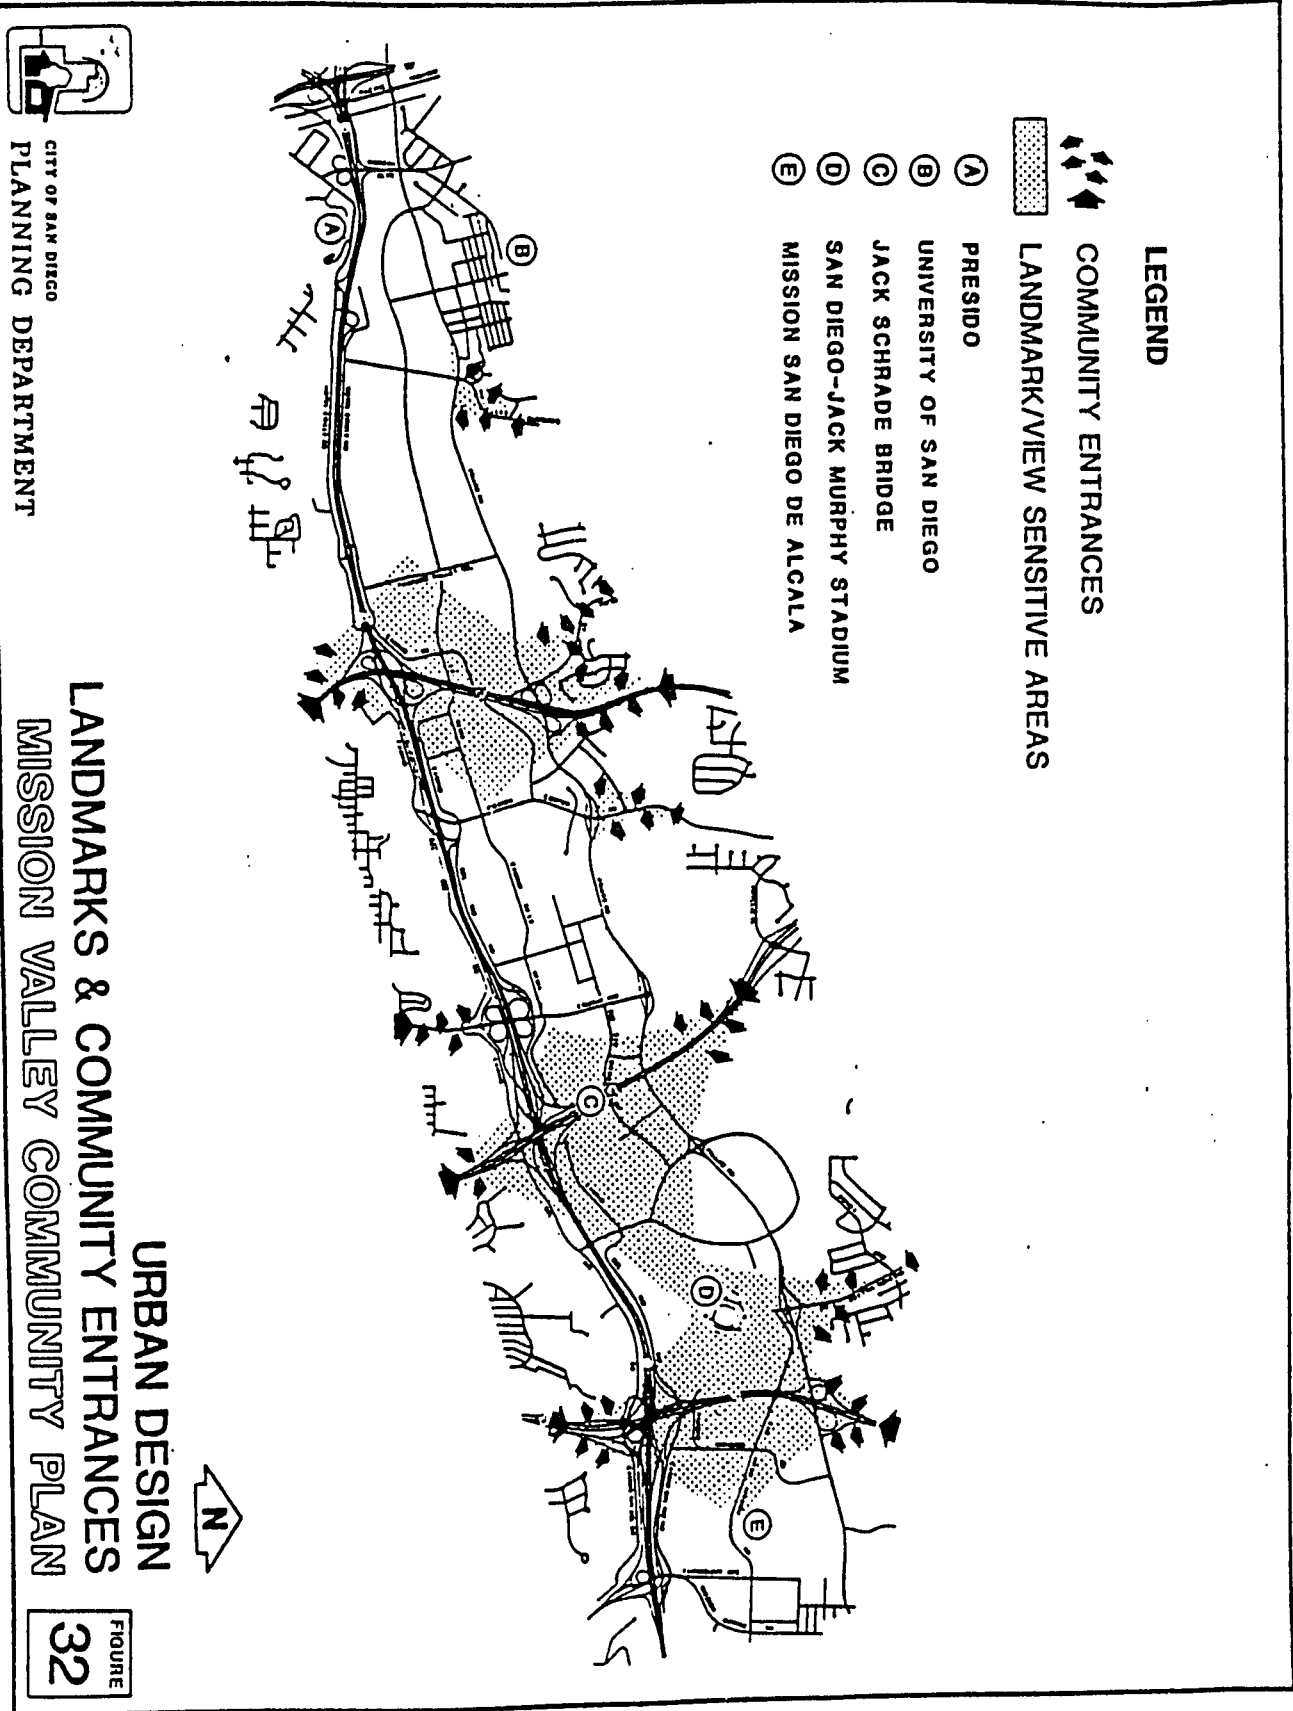 LEGEND
COMMUNITY ENTRANCES
LANDMARK/VIEW SENSITIVE AREAS
A PRESIDO
B UNIVERSITY OF SAN DIEGO
C JACK SCHRADE BRIDGE
D SAN DIEGO-JACK MURPHY STADIUM
E MISSION SAN DIEGO DE ALCALA
A
B
C
D
E
N
CITY OF SAN DIEGO
PLANNING DEPARTMENT
URBAN DESIGN
LANDMARKS & COMMUNITY ENTRANCES
MISSION VALLEY COMMUNITY PLAN
FIGURE
32